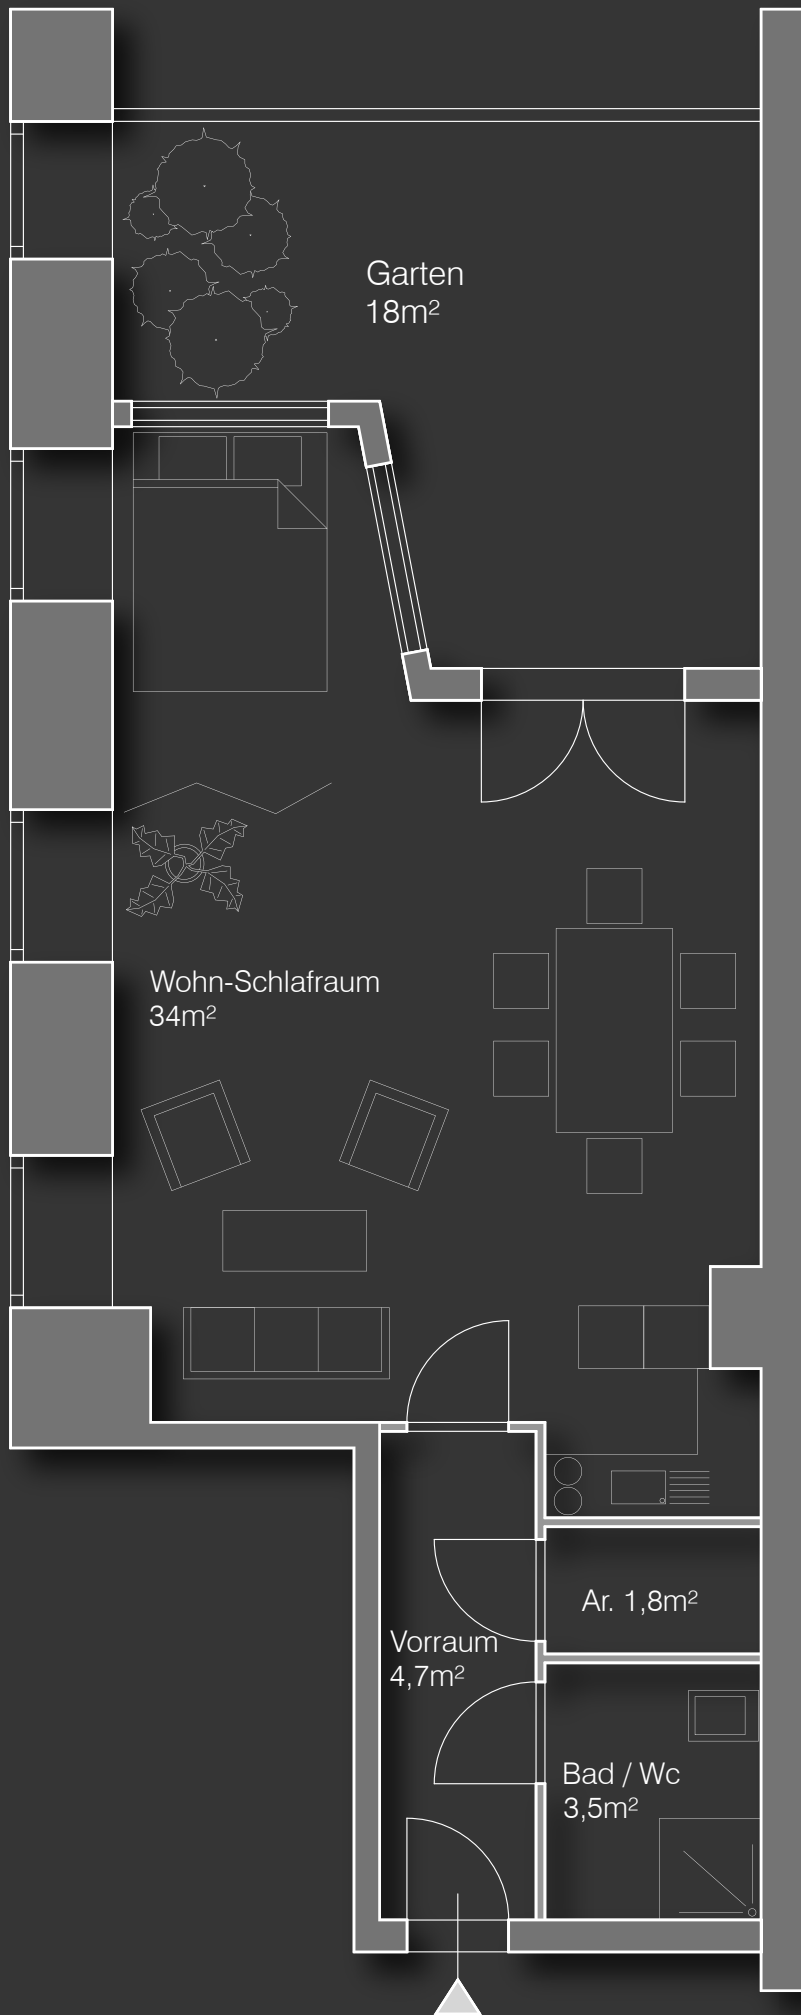 Garten
18m²
Wohn-Schlafraum
34m²
Ar. 1,8m²
Vorraum
4,7m²
Bad / Wc
3,5m²